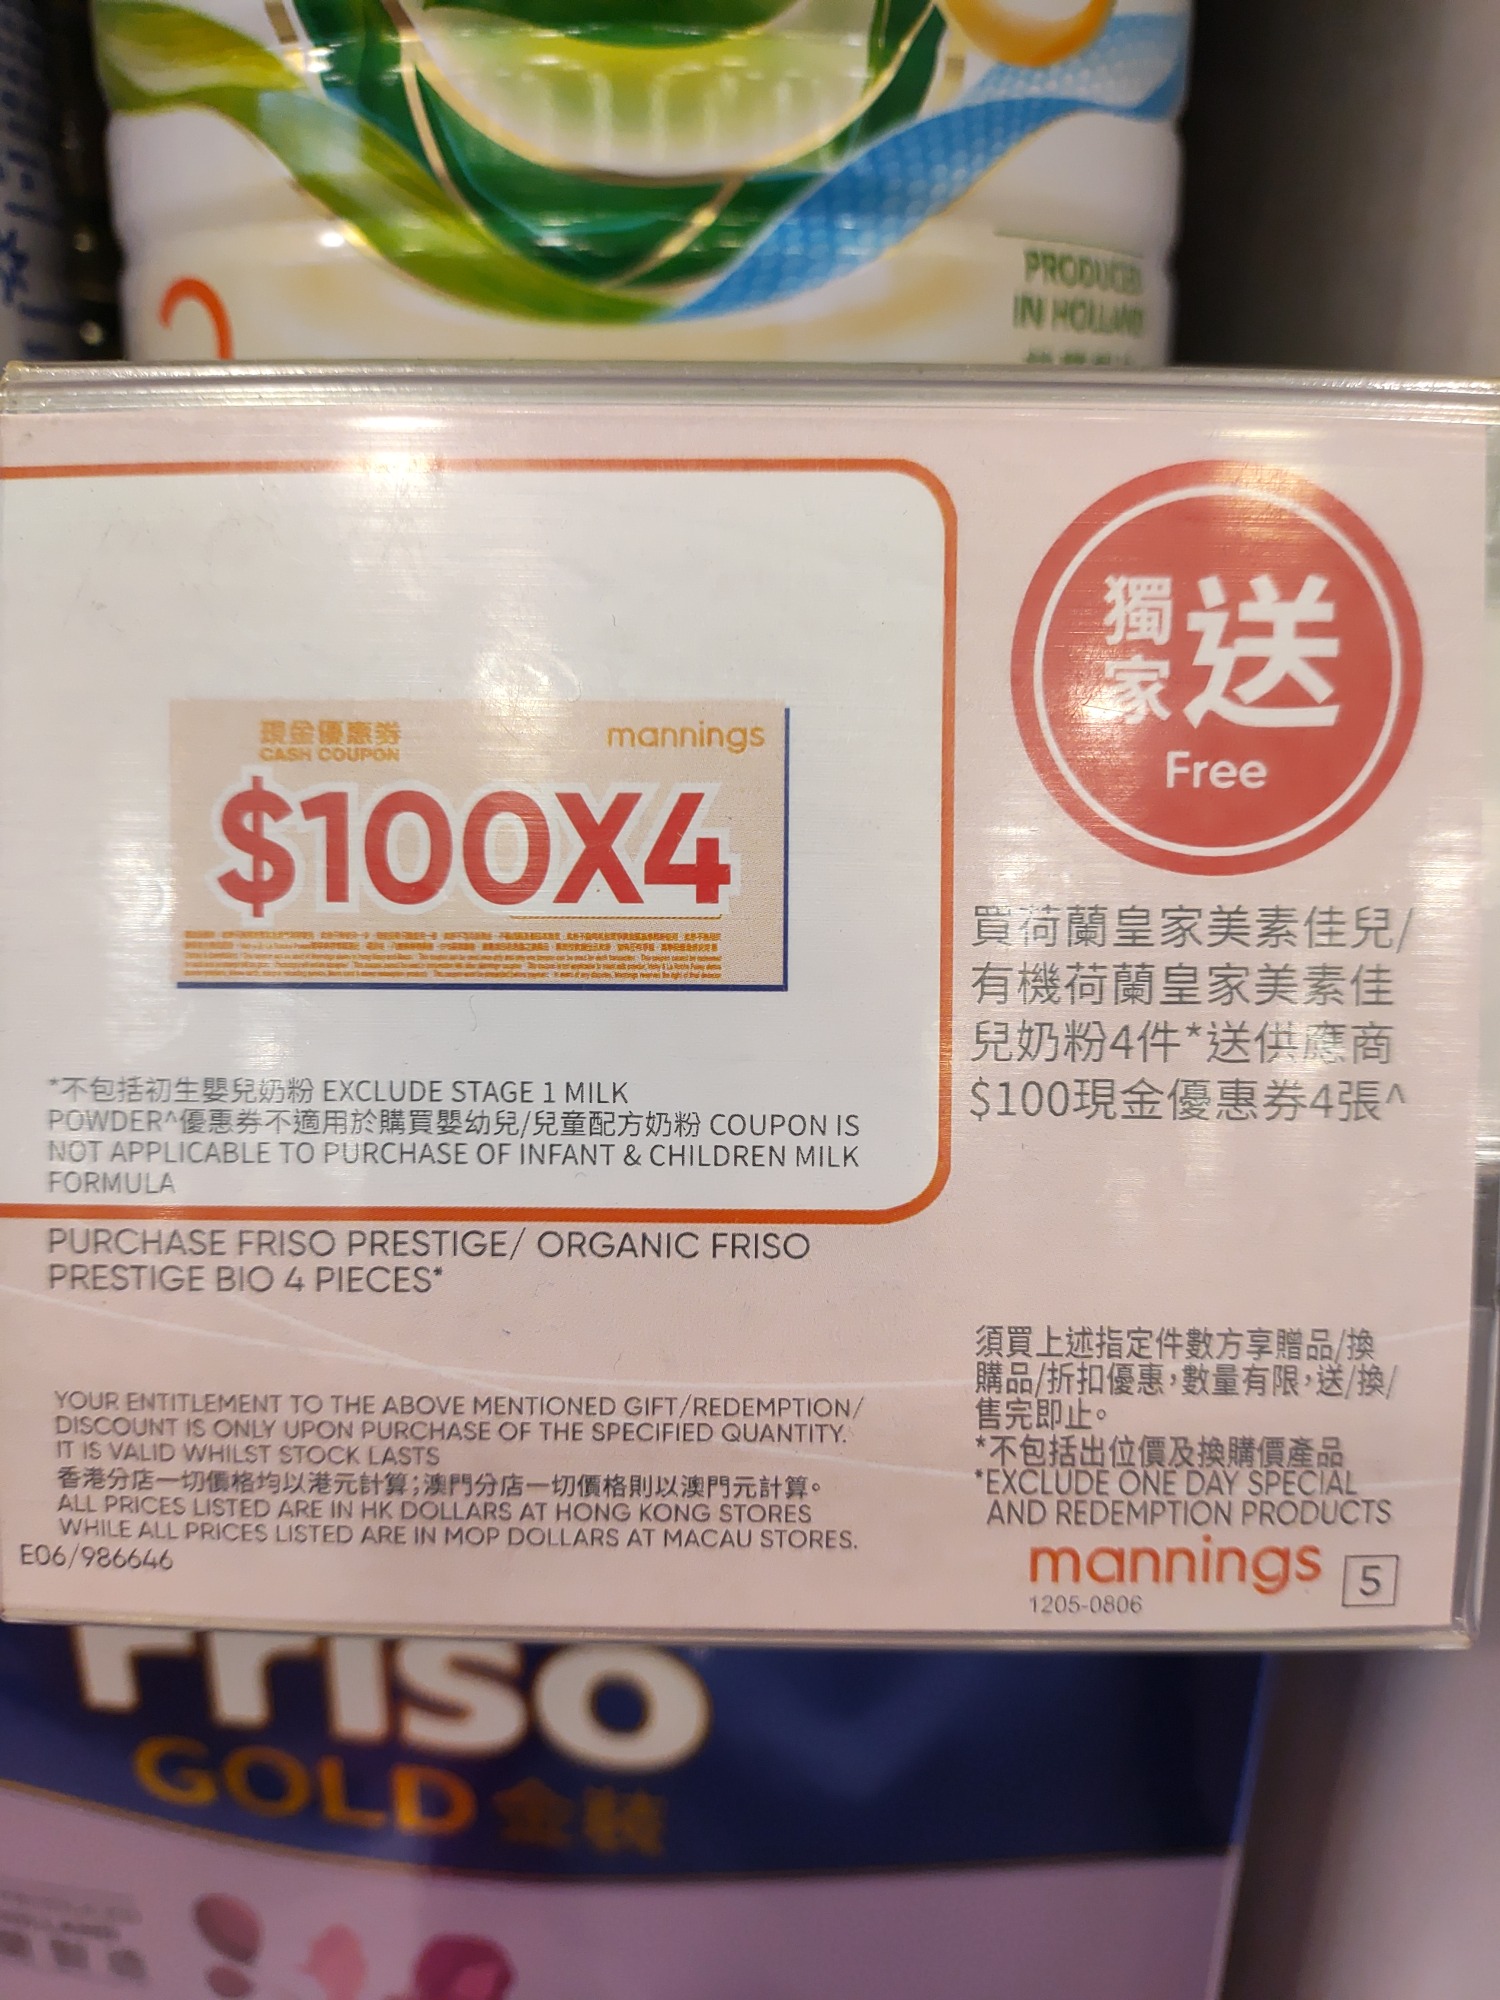 2
PRODUCED
IN HOLLAND
獨家送
Free
現金優惠券
mannings
CASH COUPON
$100X4
買荷蘭皇家美素佳兒/
有機荷蘭皇家美素佳
兒奶粉4件*送供應商
$100現金優惠券4張^
*不包括初生嬰兒奶粉 EXCLUDE STAGE 1 MILK
POWDER^優惠券不適用於購買嬰幼兒/兒童配方奶粉 COUPON IS
NOT APPLICABLE TO PURCHASE OF INFANT & CHILDREN MILK
FORMULA
PURCHASE FRISO PRESTIGE/ ORGANIC FRISO
PRESTIGE BIO 4 PIECES*
須買上述指定件數方享贈品/換
購品/折扣優惠,數量有限,送/換/
售完即止。
*不包括出位價及換購價產品
*EXCLUDE ONE DAY SPECIAL
AND REDEMPTION PRODUCTS
YOUR ENTITLEMENT TO THE ABOVE MENTIONED GIFT/REDEMPTION/
DISCOUNT IS ONLY UPON PURCHASE OF THE SPECIFIED QUANTITY.
IT IS VALID WHILST STOCK LASTS
香港分店一切價格均以港元計算;澳門分店一切價格則以澳門元計算。
ALL PRICES LISTED ARE IN HK DOLLARS AT HONG KONG STORES
WHILE ALL PRICES LISTED ARE IN MOP DOLLARS AT MACAU STORES.
E06/986646
mannings 5
1205-0806
Friso
GOLD 金裝